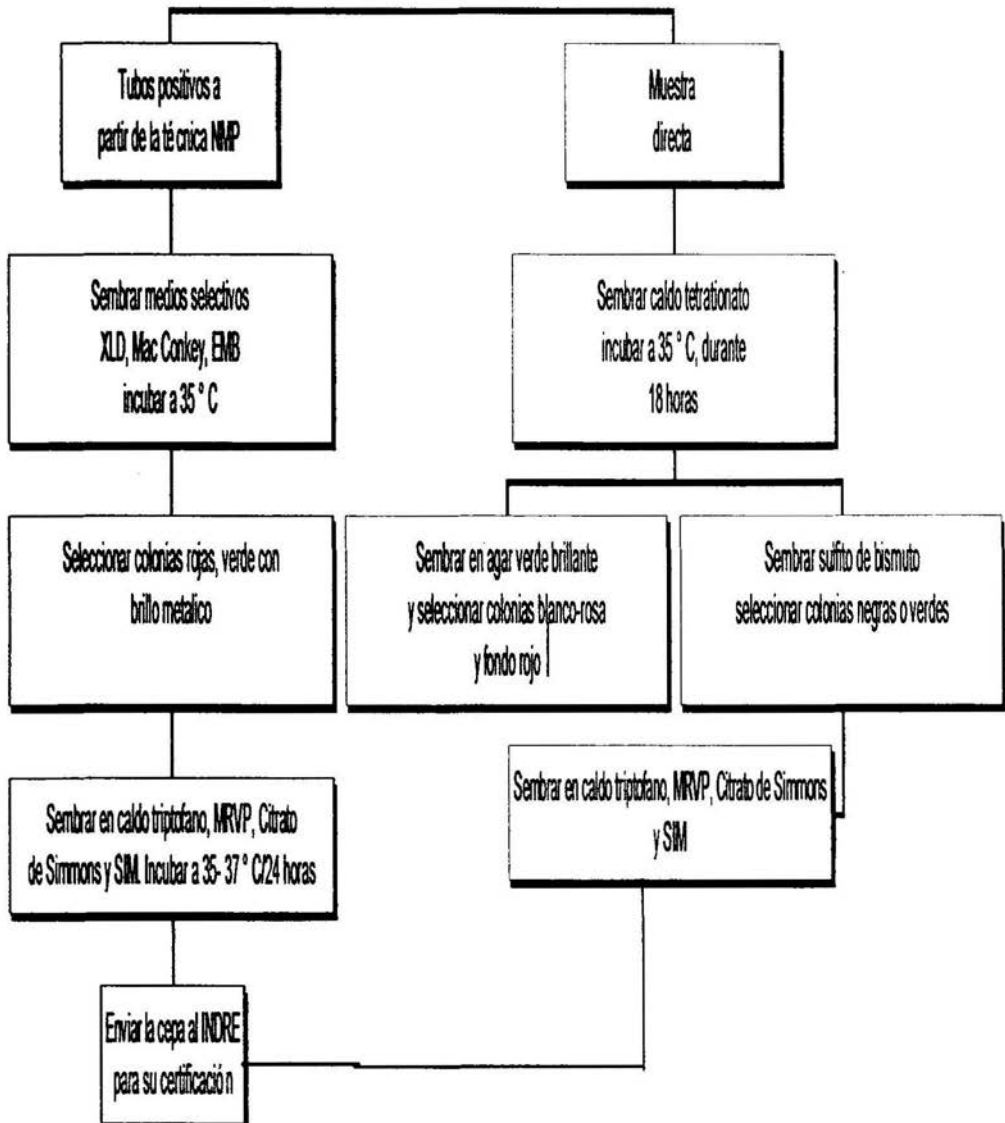 Tubos positivos a
partir de la técnica NMP
Muestra
directa
Sembrar medios selectivos
XLD, Mac Conkey, EMB
incubar a 35 ° C
Sembrar caldo tetrationato
incubar a 35 ° C, durante
18 horas
Seleccionar colonias rojas, verde con
brillo metalico
Sembrar en agar verde brillante
y seleccionar colonias blanco-rosa
y fondo rojo
Sembrar sulfito de bismuto
seleccionar colonias negras o verdes
Sembrar en caldo triptofano, MRVP, Citrato
de Simmons y SIM. Incubar a 35- 37 ° C/24 horas
Sembrar en caldo triptofano, MRVP, Citrato de Simmons
y SIM
Enviar la cepa al INDRE
para su certificación